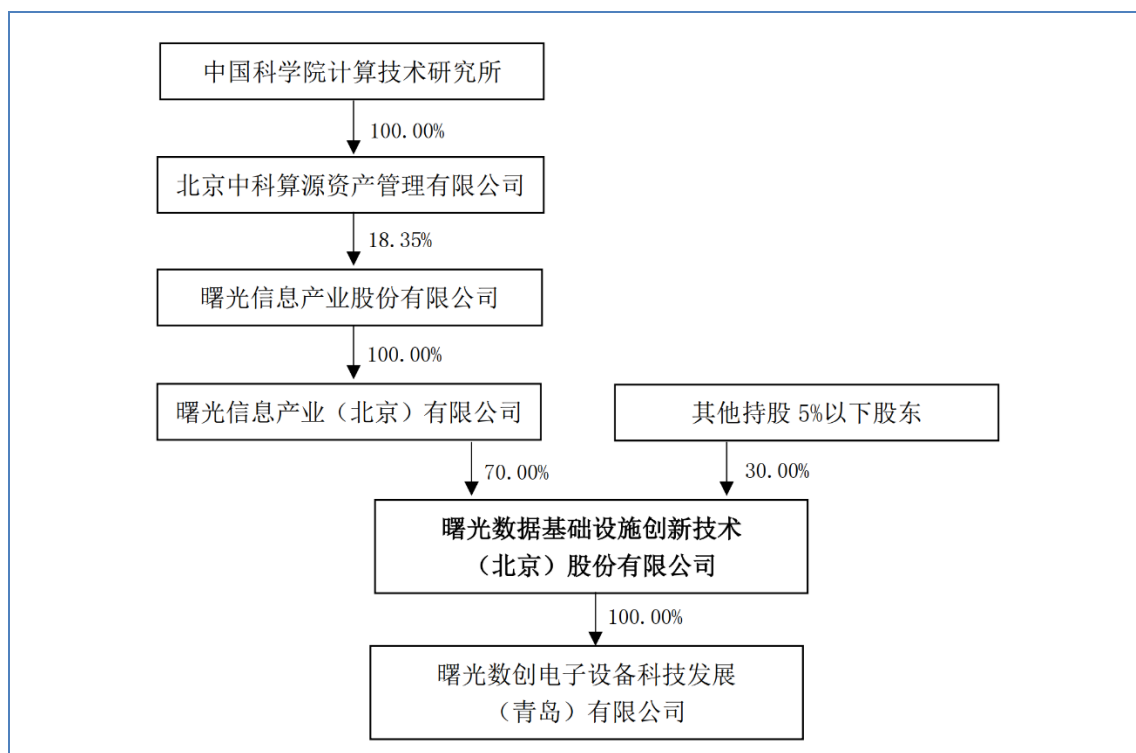 中国科学院计算技术研究所
100.00%
北京中科算源资产管理有限公司
18.35%
曙光信息产业股份有限公司
100.00%
曙光信息产业（北京）有限公司
其他持股 5%以下股东
70.00%
30.00%
曙光数据基础设施创新技术
（北京）股份有限公司
100.00%
曙光数创电子设备科技发展
（青岛）有限公司